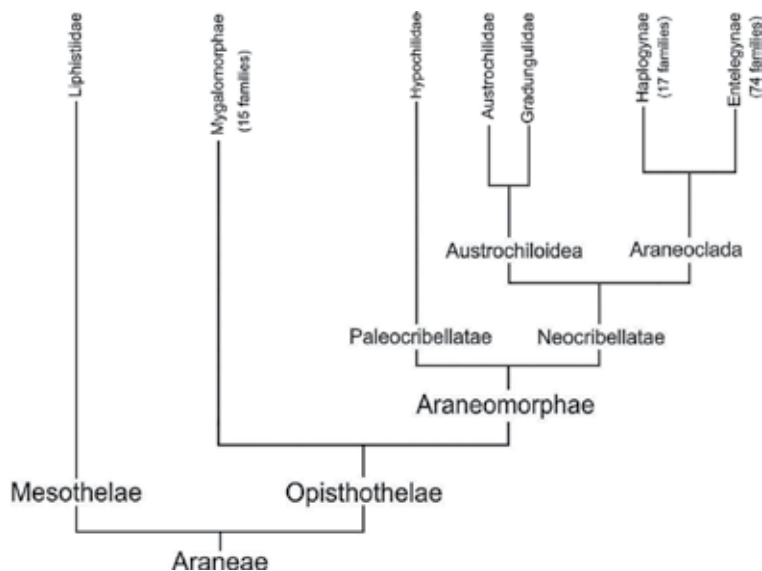 Liphistiidae
Mygalomorphae
(15 families)
Hypochilidae
Austrochilidae
Gradungulidae
Haplogynae
(17 families)
Entelegynae
(74 families)
Austrochiloidea
Araneoclada
Paleocribellatae
Neocribellatae
Araneomorphae
Mesothelae
Opisthothelae
Araneae